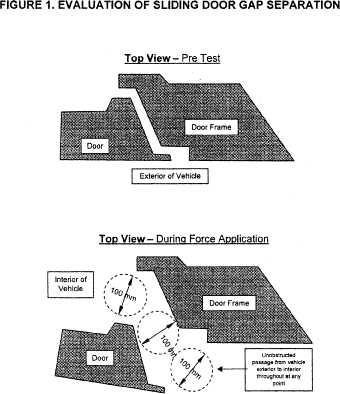 FIGURE 1. EVALUATION OF SLIDING DOOR GAP SEPARATION
Top View – Pre Test
Door Frame
Door
Exterior of Vehicle
Top View – During Force Application
Interior of
Vehicle
100 mm
Door Frame
100 mm
Door
100 mm
Unobstructed
passage from vehicle
exterior to interior
throughout at any
point